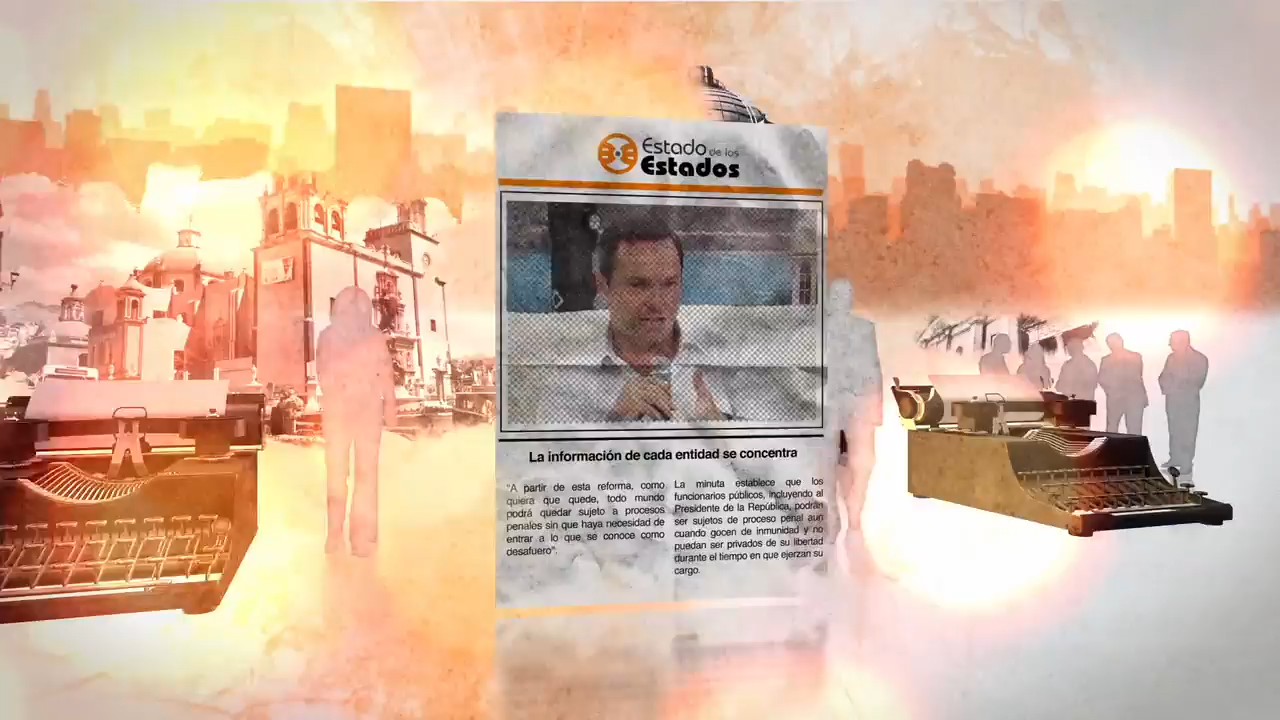 Estado de los
Estados
La información de cada entidad se concentra
"A partir de esta reforma, como
quiera que quede, todo mundo
podrá quedar sujeto a procesos
penales sin que haya necesidad de
entrar a lo que se conoce como
desafuero".
La minuta establece que los
funcionarios públicos, incluyendo al
Presidente de la República, podrán
ser sujetos de proceso penal aun
cuando gocen de inmunidad y no
puedan ser privados de su libertad
durante el tiempo en que ejerzan su
cargo.